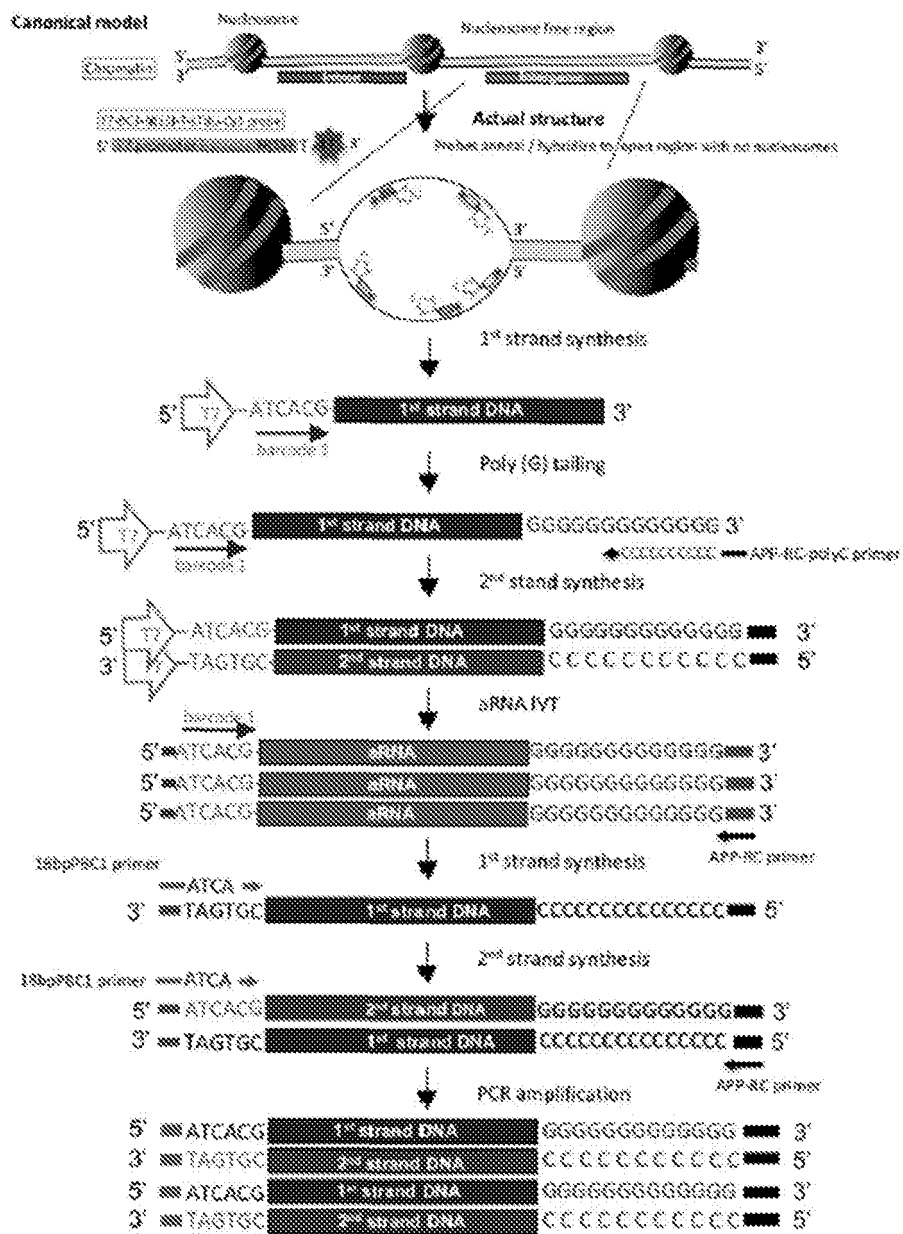 Canonical model
Nucleosome
Nucleosome free region
5' 3'
3' 5'
Chromatin
Actual structure
Probes anneal / hybridize to open region with no nucleosomes
5' 3'
5' 3'
3' 3'
1st strand synthesis
5' T7 ATCACG 1st strand DNA 3'
barcode 1
Poly (G) tailing
5' T7 ATCACG 1st strand DNA GGGGGGGGGGGGG 3'
barcode 1 CCCCCCCCCC APP-RC-polyC primer
2nd stand synthesis
5' T7 ATCACG 1st strand DNA GGGGGGGGGGGGG 3'
3' T7 TAGTGC 2nd strand DNA C C C C C C C C C C C 5'
aRNA IVT
barcode 1
5' ATCACG aRNA GGGGGGGGGGGGG 3'
5' ATCACG aRNA GGGGGGGGGGGGG 3'
5' ATCACG aRNA GGGGGGGGGGGGG 3'
APP-RC primer
1st strand synthesis
16bpPBC1 primer
ATCA
3' TAGTGC 1st strand DNA CCCCCCCCCCCCCCC 5'
2nd strand synthesis
16bpPBC1 primer ATCA
5' ATCACG 2nd strand DNA GGGGGGGGGGGGG 3'
3' TAGTGC 1st strand DNA CCCCCCCCCCCCCCC 5'
APP-RC primer
PCR amplification
5' ATCACG 1st strand DNA GGGGGGGGGGGGG 3'
3' TAGTGC 2nd strand DNA C C C C C C C C C C C 5'
5' ATCACG 1st strand DNA GGGGGGGGGGGGG 3'
3' TAGTGC 2nd strand DNA C C C C C C C C C C C 5'